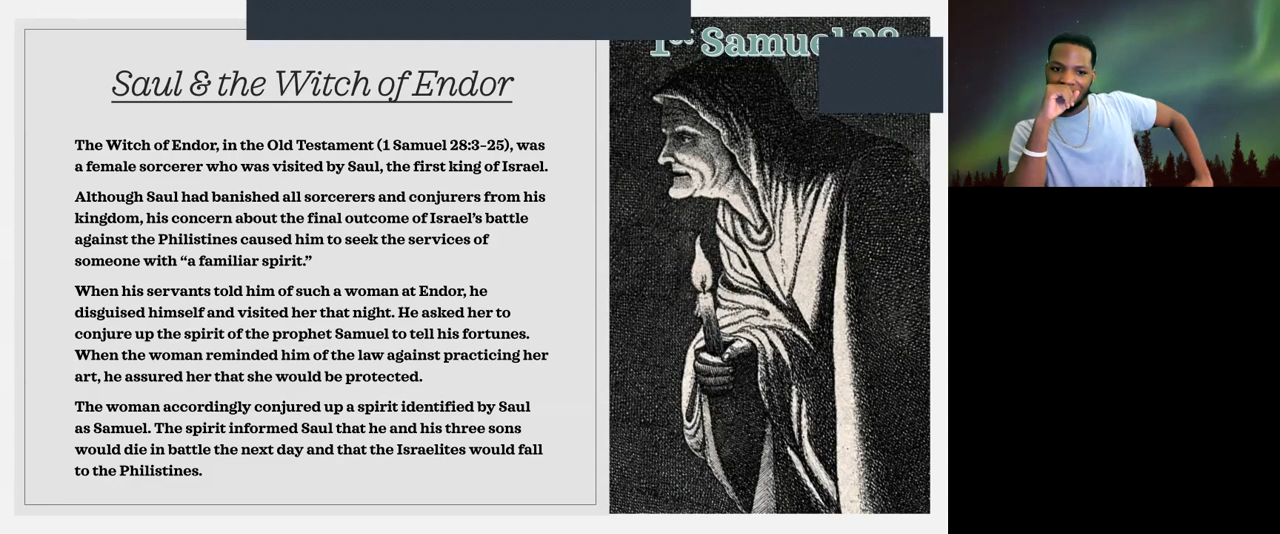 1st Samuel 28
Saul & the Witch of Endor
The Witch of Endor, in the Old Testament (1 Samuel 28:3–25), was
a female sorcerer who was visited by Saul, the first king of Israel.
Although Saul had banished all sorcerers and conjurers from his
kingdom, his concern about the final outcome of Israel’s battle
against the Philistines caused him to seek the services of
someone with “a familiar spirit.”
When his servants told him of such a woman at Endor, he
disguised himself and visited her that night. He asked her to
conjure up the spirit of the prophet Samuel to tell his fortunes.
When the woman reminded him of the law against practicing her
art, he assured her that she would be protected.
The woman accordingly conjured up a spirit identified by Saul
as Samuel. The spirit informed Saul that he and his three sons
would die in battle the next day and that the Israelites would fall
to the Philistines.